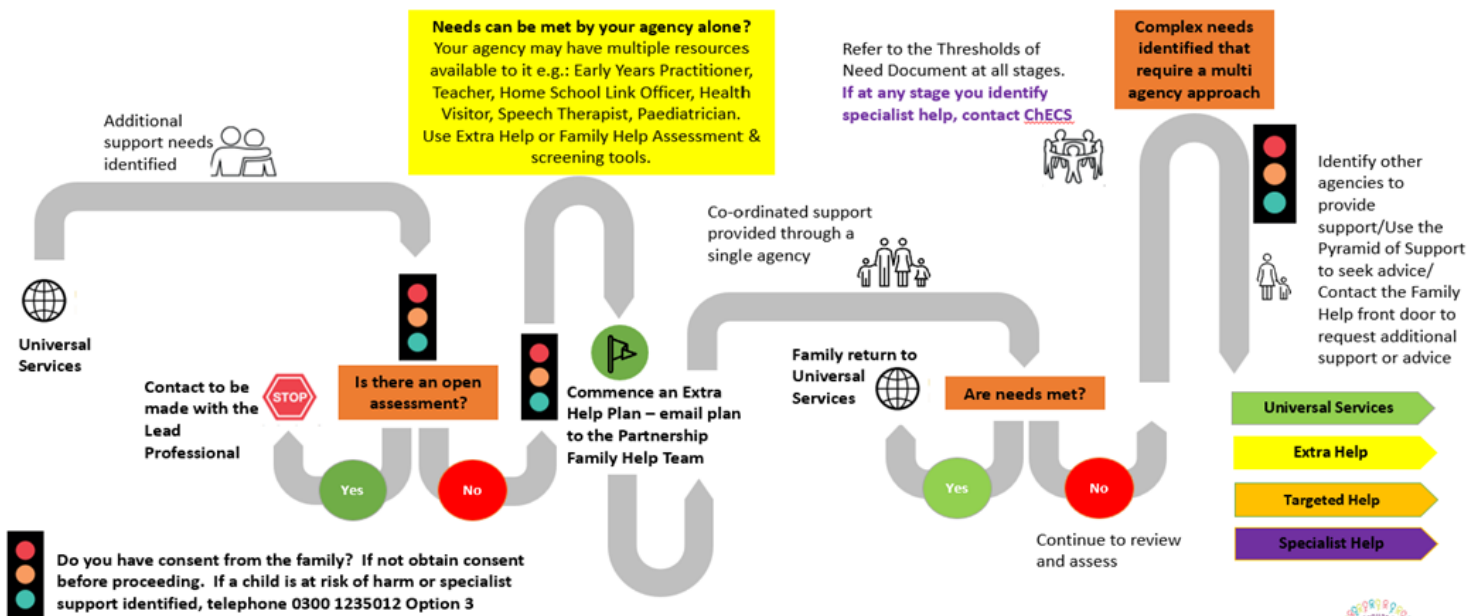 Additional
support needs
identified
Universal
Services
Needs can be met by your agency alone?
Your agency may have multiple resources
available to it e.g.: Early Years Practitioner,
Teacher, Home School Link Officer, Health
Visitor, Speech Therapist, Paediatrician.
Use Extra Help or Family Help Assessment &
screening tools.
Contact to be
made with the
Lead
Professional
STOP
Is there an open
assessment?
Yes
No
Commence an Extra
Help Plan – email plan
to the Partnership
Family Help Team
Co-ordinated support
provided through a
single agency
Refer to the Thresholds of
Need Document at all stages.
If at any stage you identify
specialist help, contact ChECS
Family return to
Universal
Services
Are needs met?
Yes
No
Continue to review
and assess
Complex needs
identified that
require a multi
agency approach
Identify other
agencies to
provide
support/Use the
Pyramid of Support
to seek advice/
Contact the Family
Help front door to
request additional
support or advice
Universal Services
Extra Help
Targeted Help
Specialist Help
Do you have consent from the family? If not obtain consent
before proceeding. If a child is at risk of harm or specialist
support identified, telephone 0300 1235012 Option 3